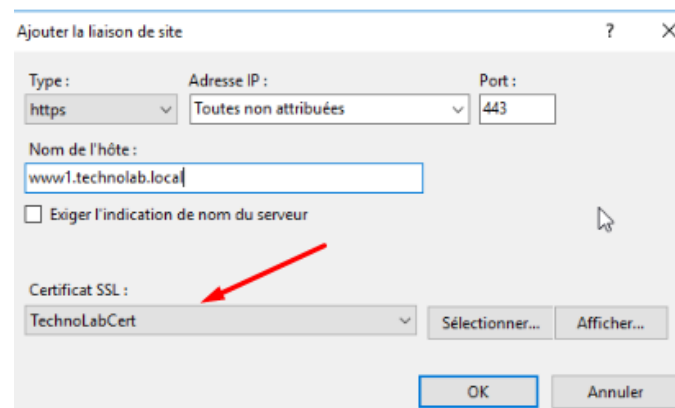 Ajouter la liaison de site ? ×
Type : Adresse IP : Port :
https Toutes non attribuées 443
Nom de l'hôte :
www1.technolab.local
Exiger l'indication de nom du serveur
Certificat SSL :
TechnoLabCert Sélectionner... Afficher...
OK Annuler